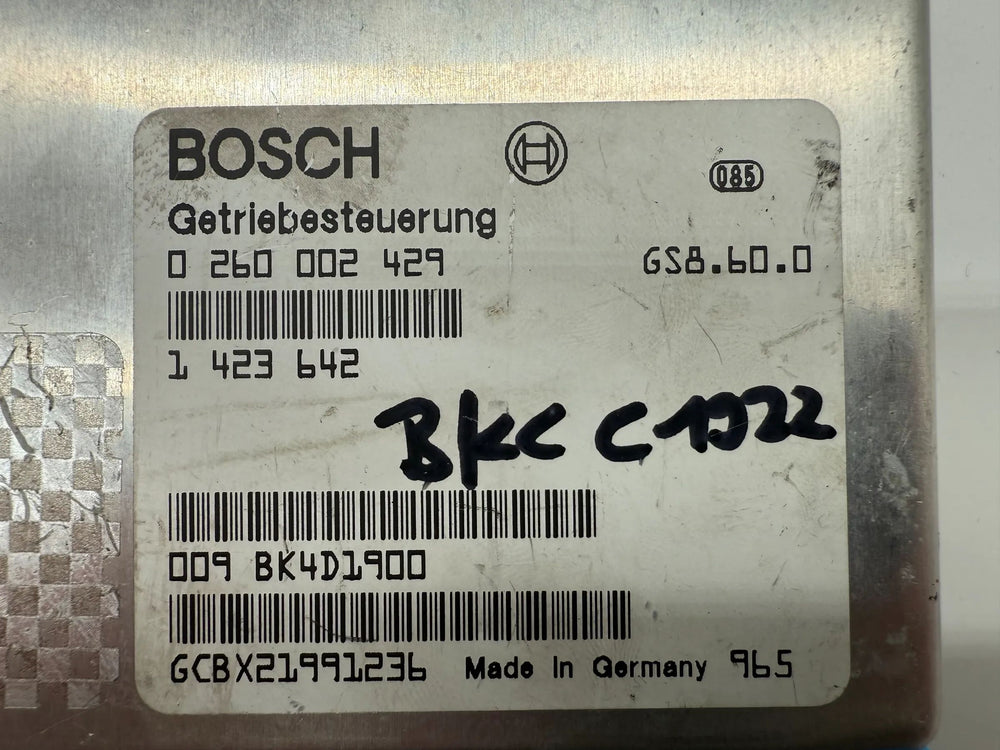 BOSCH
085
Getriebesteuerung
0 260 002 429 GS8.60.0
1 423 642
BKC C1922
009 BK4D1900
GCBX21991236 Made In Germany 965